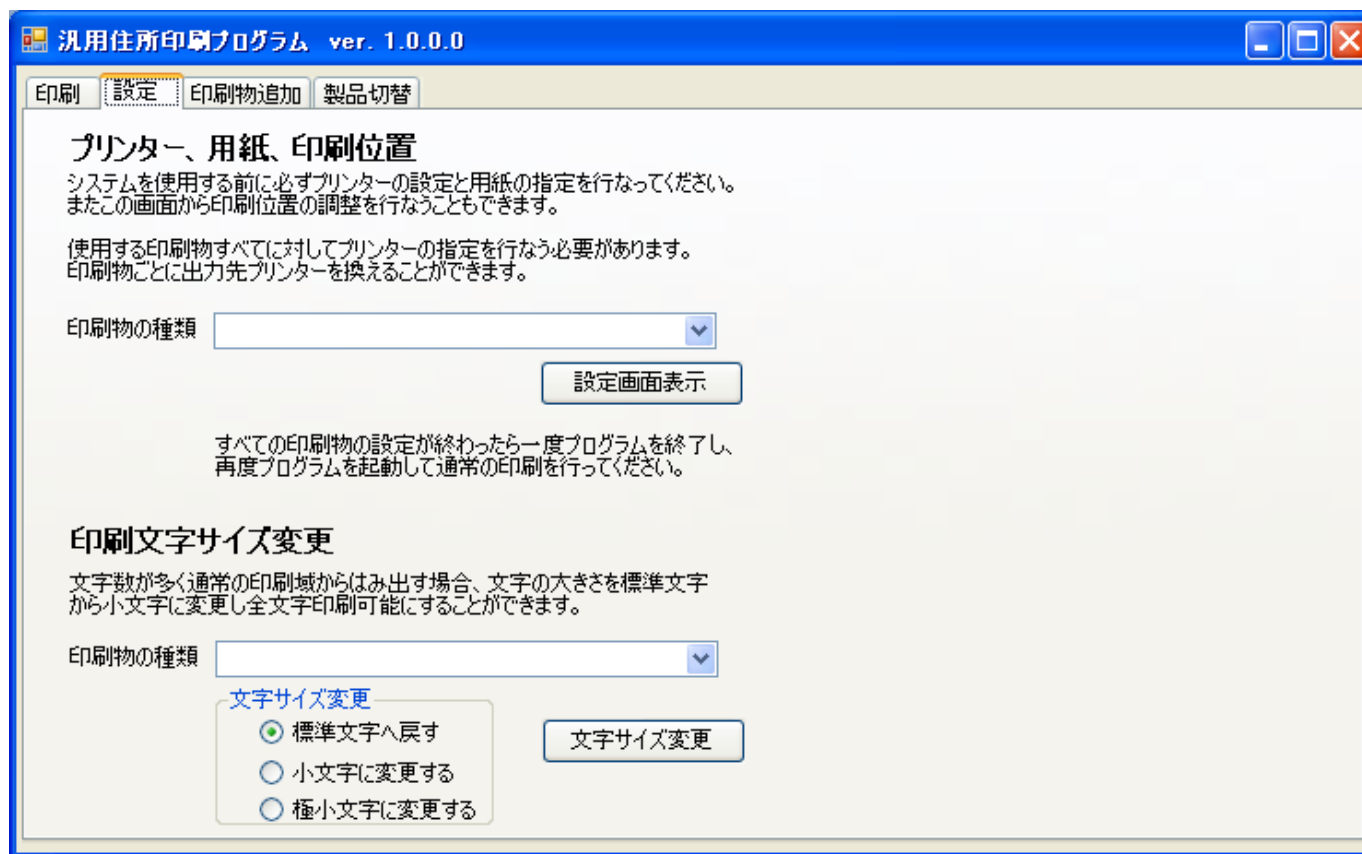 汎用住所印刷プログラム ver. 1.0.0.0
印刷 設定 印刷物追加 製品切替
プリンター、用紙、印刷位置
システムを使用する前に必ずプリンターの設定と用紙の指定を行なってください。
またこの画面から印刷位置の調整を行なうこともできます。
使用する印刷物すべてに対してプリンターの指定を行なう必要があります。
印刷物ごとに出力先プリンターを換えることができます。
印刷物の種類
設定画面表示
すべての印刷物の設定が終わったら一度プログラムを終了し、
再度プログラムを起動して通常の印刷を行ってください。
印刷文字サイズ変更
文字数が多く通常の印刷域からはみ出す場合、文字の大きさを標準文字
から小文字に変更し全文字印刷可能にすることができます。
印刷物の種類
文字サイズ変更
標準文字へ戻す
文字サイズ変更
小文字に変更する
極小文字に変更する